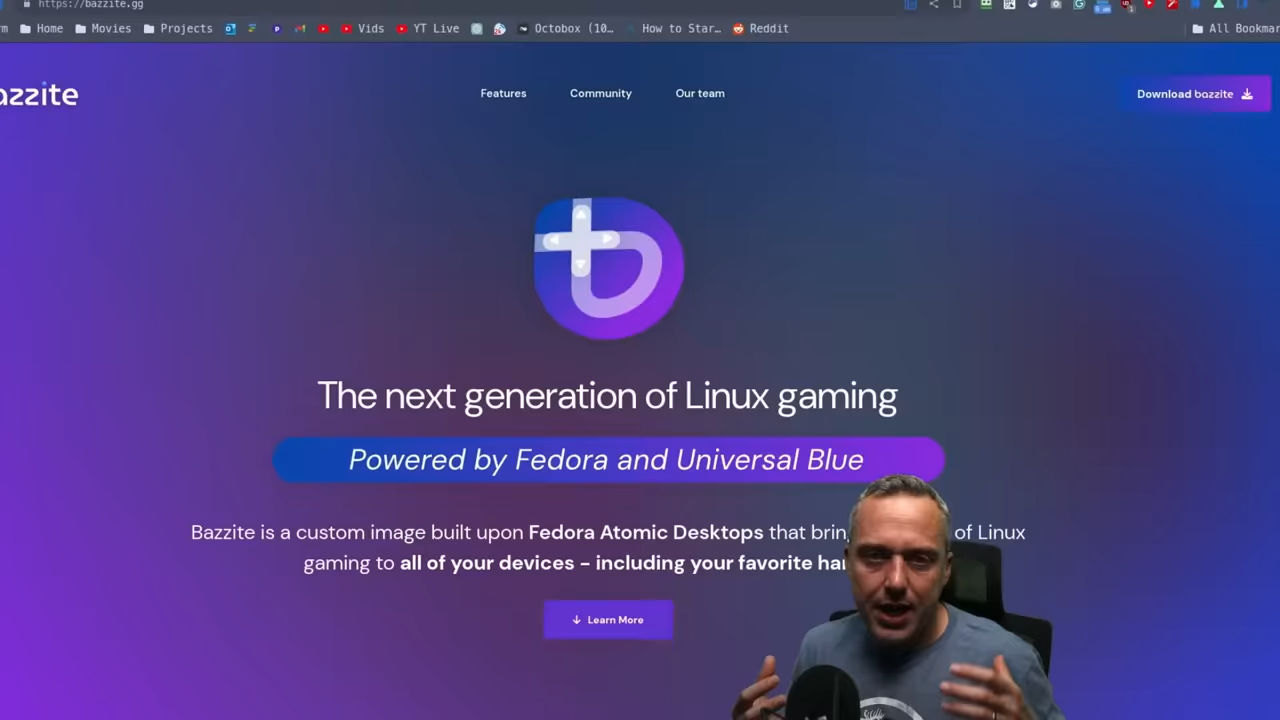 https://bazzite.gg
Home Movies Projects Vids YT Live Octobox (10… How to Star… Reddit All Bookmar
azzite Features Community Our team Download bazzite
The next generation of Linux gaming
Powered by Fedora and Universal Blue
Bazzite is a custom image built upon Fedora Atomic Desktops that brin of Linux
gaming to all of your devices - including your favorite ha
Learn More